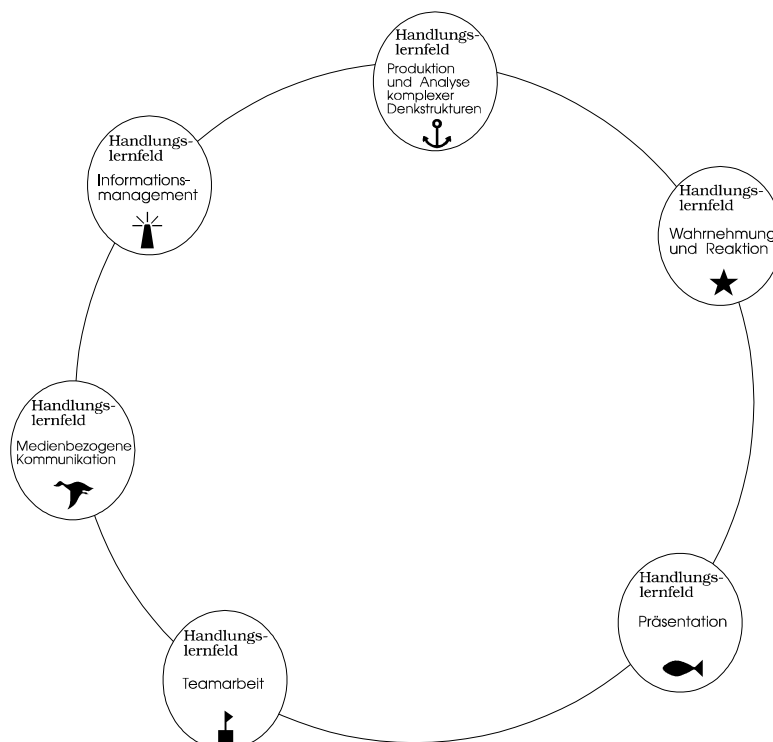 Handlungs-
lernfeld
Produktion
und Analyse
komplexer
Denkstrukturen
Handlungs-
lernfeld
Informations-
management
Handlungs-
lernfeld
Wahrnehmung
und Reaktion
Handlungs-
lernfeld
Medienbezogene
Kommunikation
Handlungs-
lernfeld
Präsentation
Handlungs-
lernfeld
Teamarbeit